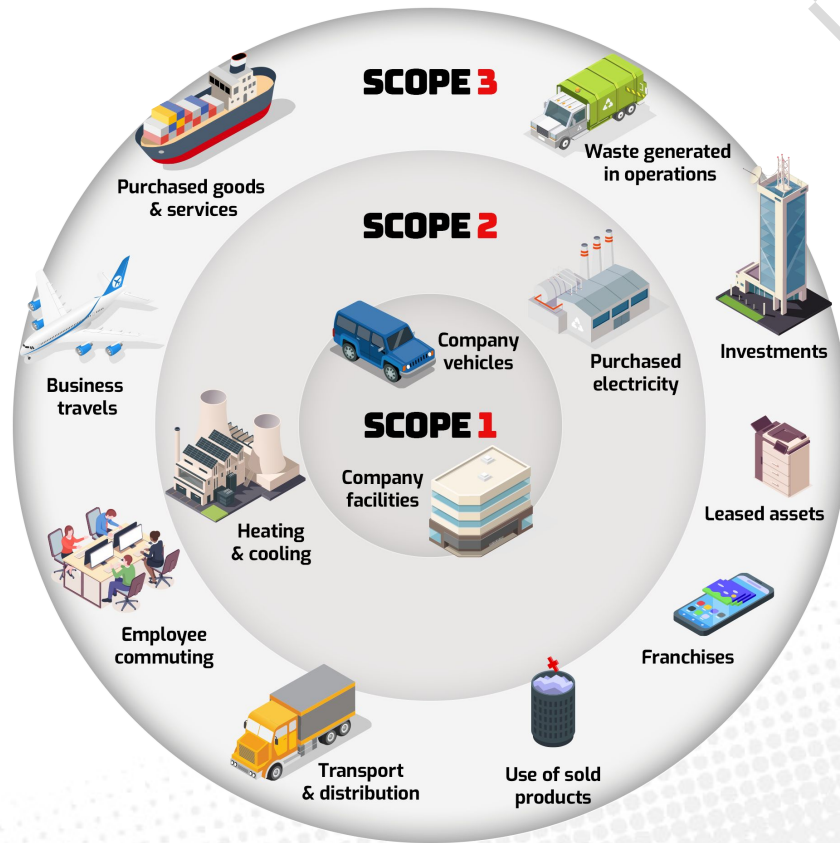 SCOPE 3
Purchased goods
& services
Waste generated
in operations
SCOPE 2
Company
vehicles
Purchased
electricity
Investments
Business
travels
SCOPE 1
Company
facilities
Heating
& cooling
Leased assets
Employee
commuting
Franchises
Transport
& distribution
Use of sold
products